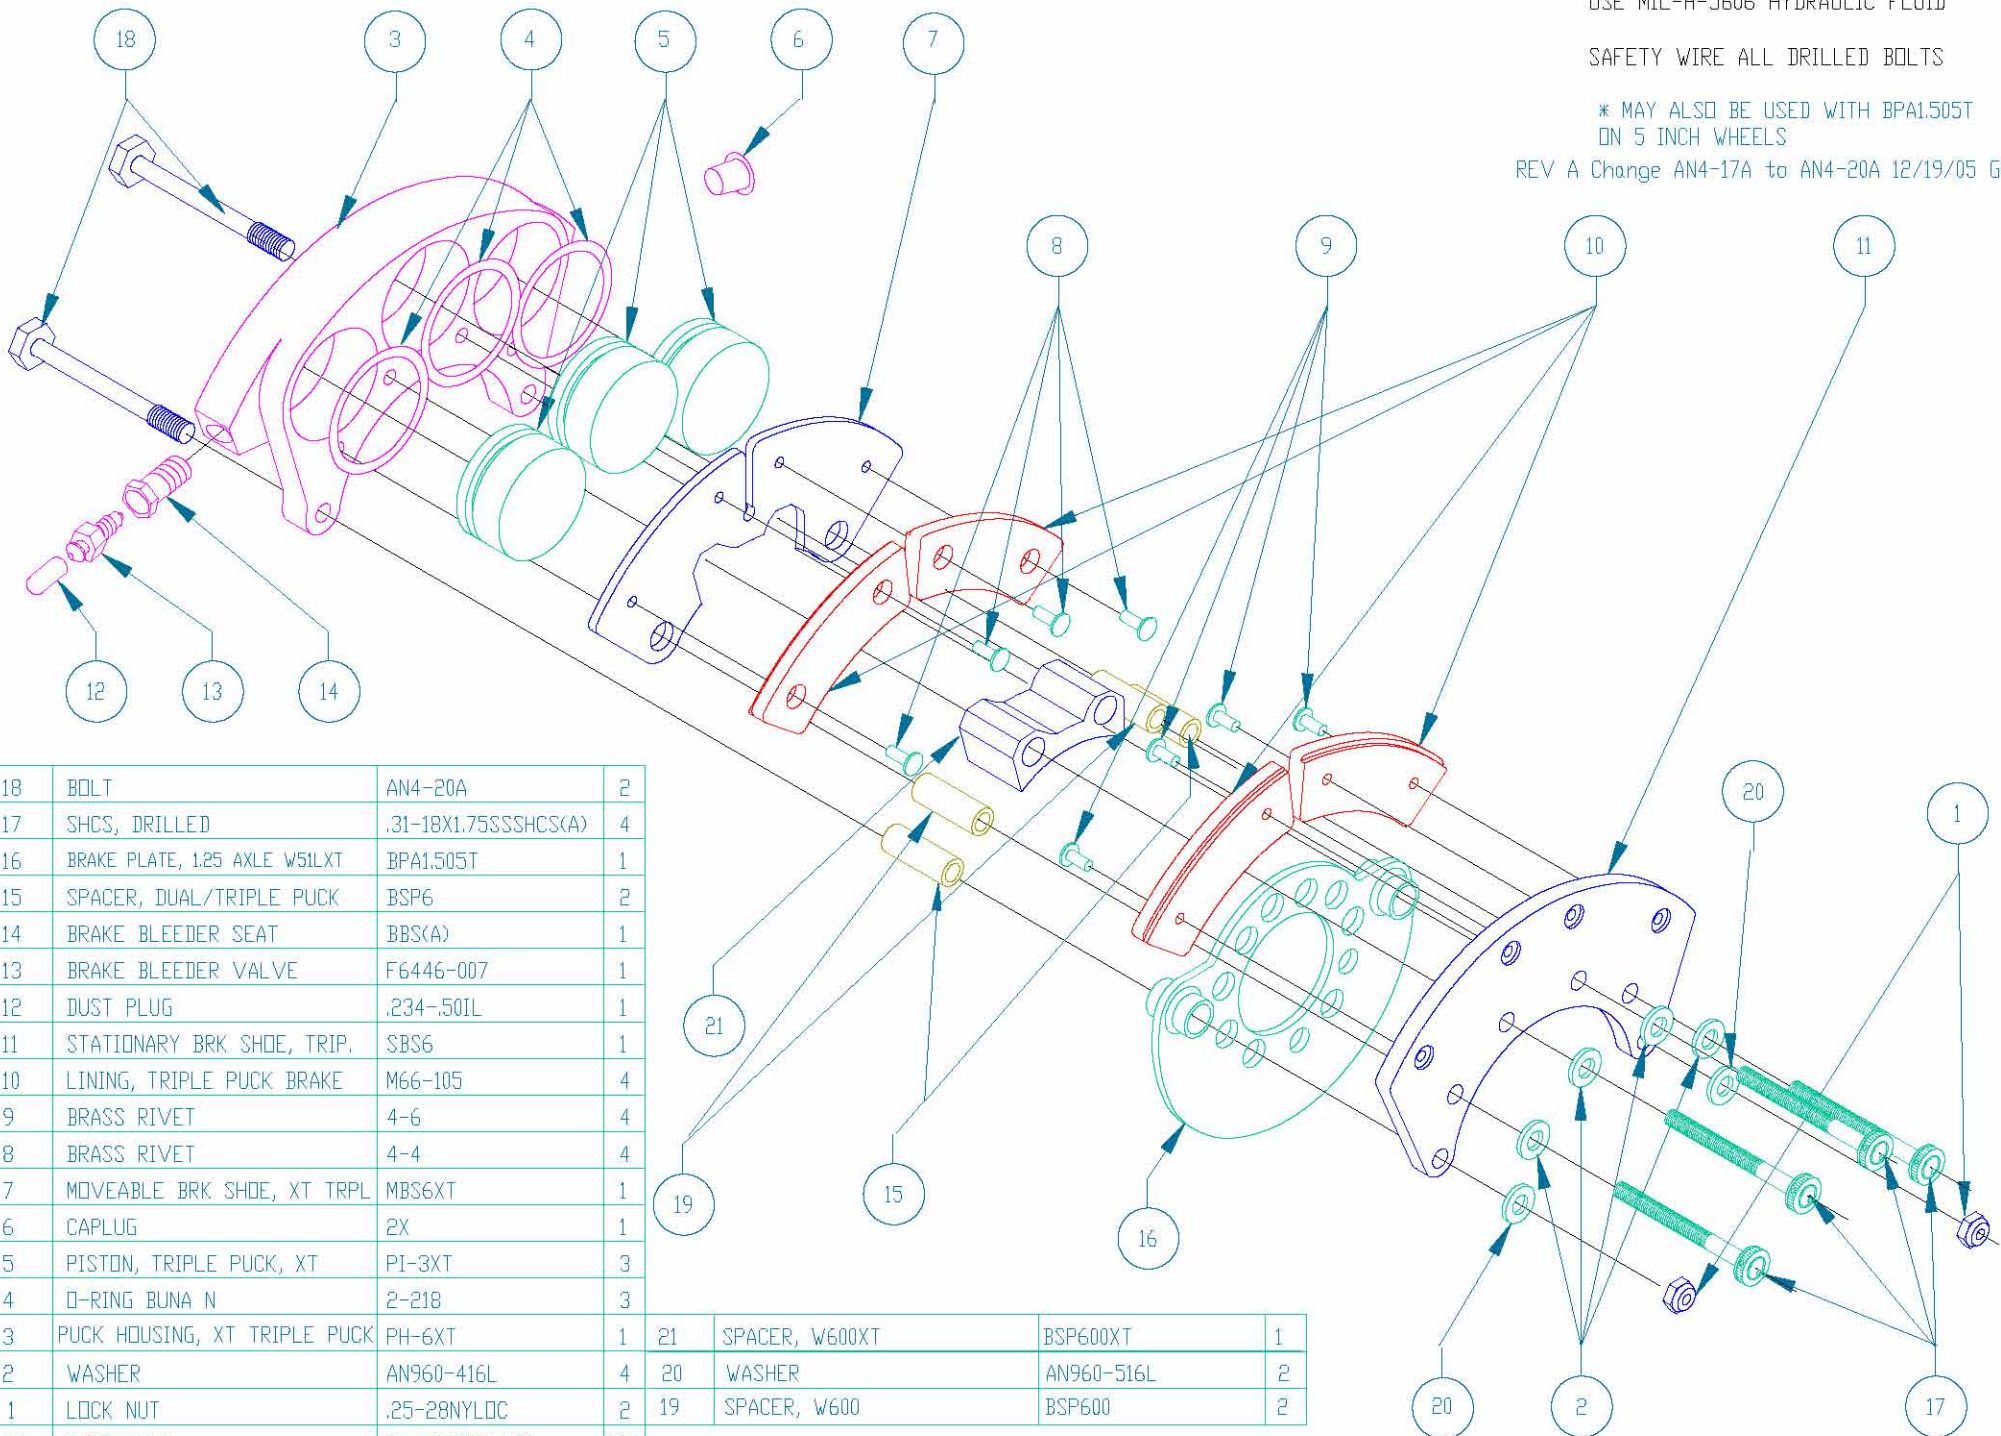 USE MIL-H-5606 HYDRAULIC FLUID
SAFETY WIRE ALL DRILLED BOLTS
* MAY ALSO BE USED WITH BPA1.505T
ON 5 INCH WHEELS
REV A Change AN4-17A to AN4-20A 12/19/05 G
18
3
4
5
6
7
8
9
10
11
12
13
14
21
19
15
16
20
1
20
2
17
18 BOLT AN4-20A 2
17 SHCS, DRILLED .31-18X1.75SSSHCS(A) 4
16 BRAKE PLATE, 1.25 AXLE W51LXT BPA1.505T 1
15 SPACER, DUAL/TRIPLE PUCK BSP6 2
14 BRAKE BLEEDER SEAT BBS(A) 1
13 BRAKE BLEEDER VALVE F6446-007 1
12 DUST PLUG .234-.50IL 1
11 STATIONARY BRK SHOE, TRIP. SBS6 1
10 LINING, TRIPLE PUCK BRAKE M66-105 4
9 BRASS RIVET 4-6 4
8 BRASS RIVET 4-4 4
7 MOVEABLE BRK SHOE, XT TRPL MBS6XT 1
6 CAPLUG 2X 1
5 PISTON, TRIPLE PUCK, XT PI-3XT 3
4 O-RING BUNA N 2-218 3
3 PUCK HOUSING, XT TRIPLE PUCK PH-6XT 1
2 WASHER AN960-416L 4
1 LOCK NUT .25-28NYLOC 2
21 SPACER, W600XT BSP600XT 1
20 WASHER AN960-516L 2
19 SPACER, W600 BSP600 2